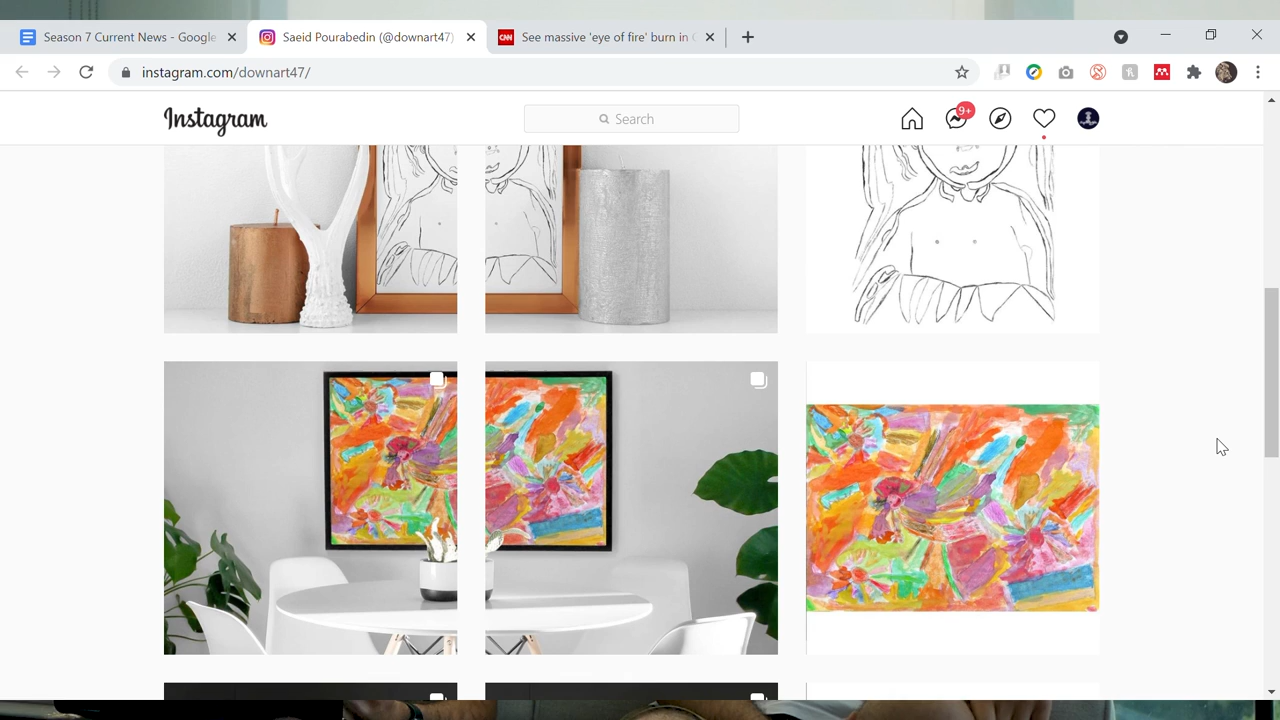 Season 7 Current News - Google
Saeid Pourabedin (@downart47)
CNN
See massive 'eye of fire' burn in
instagram.com/downart47/
Instagram
Search
9+